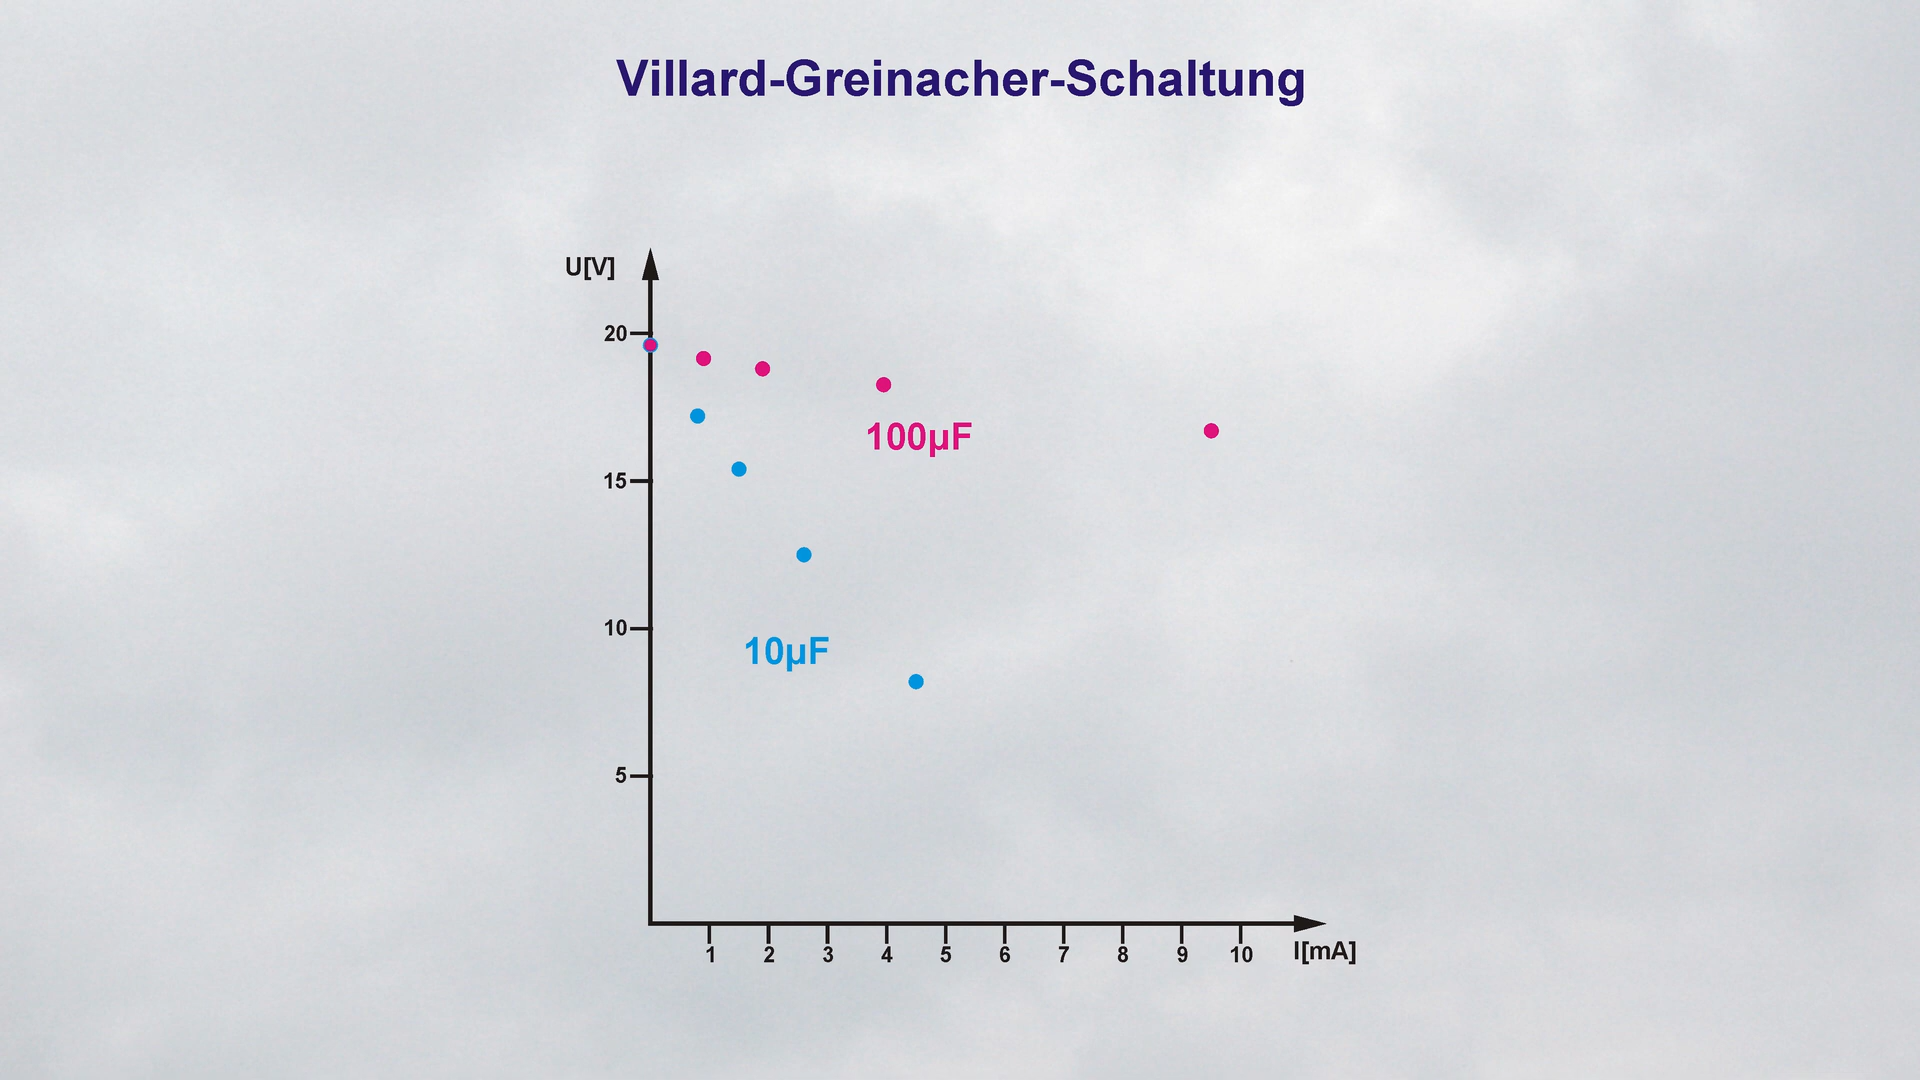 Villard-Greinacher-Schaltung
U[V]
20
15
10
5
100µF
10µF
1 2 3 4 5 6 7 8 9 10
I[mA]